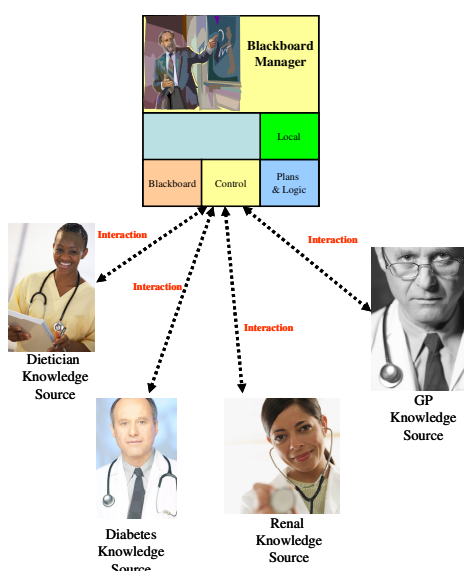 Blackboard
Manager
Local
Blackboard
Control
Plans
& Logic
Interaction
Interaction
Interaction
Interaction
Dietician
Knowledge
Source
GP
Knowledge
Source
Diabetes
Knowledge
Source
Renal
Knowledge
Source